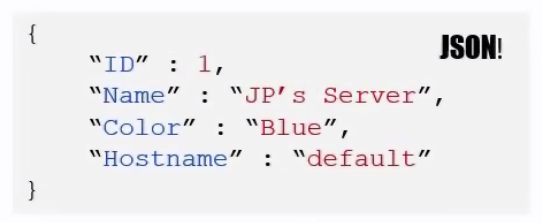 {
JSON!
“ID” : 1,
“Name” : “JP’s Server”,
“Color” : “Blue”,
“Hostname” : “default”
}